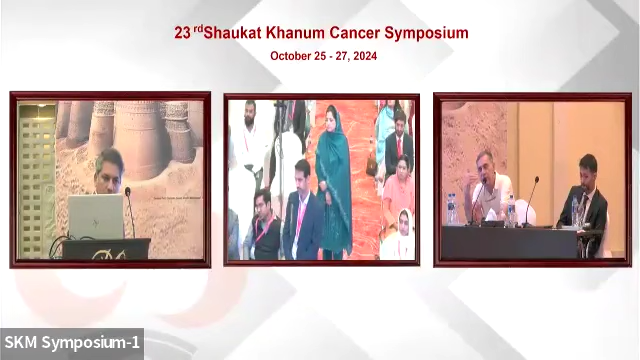 23rdShaukat Khanum Cancer Symposium
October 25 - 27, 2024
SKM Symposium-1